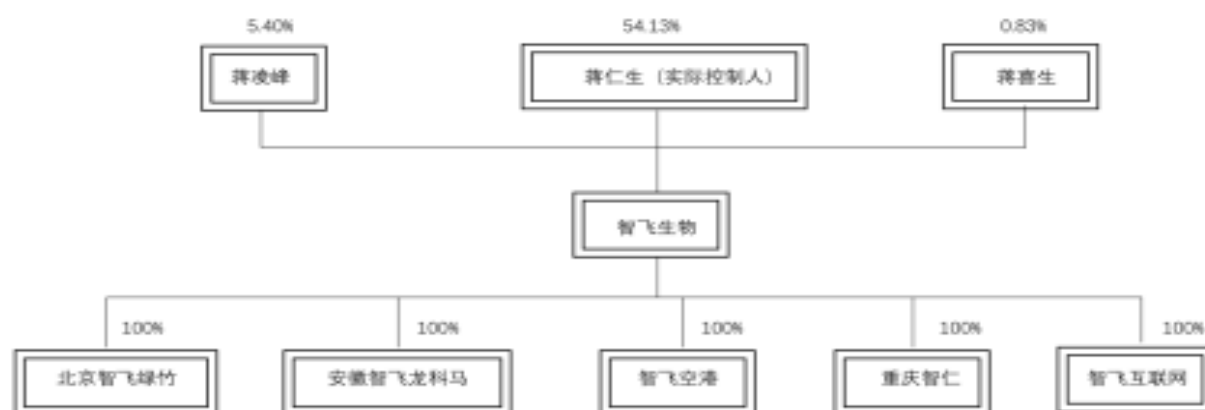 5.40% 54.13% 0.83%
蒋凌峰 蒋仁生（实际控制人） 蒋喜生
智飞生物
100% 100% 100% 100% 100%
北京智飞绿竹 安徽智飞龙科马 智飞空港 重庆智仁 智飞互联网